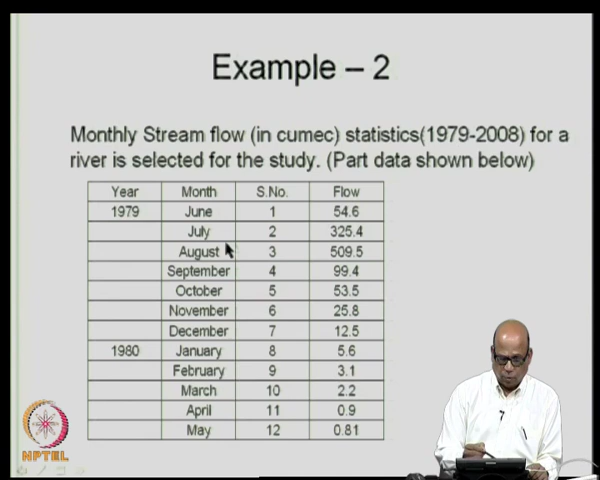 Example – 2
Monthly Stream flow (in cumec) statistics(1979-2008) for a
river is selected for the study. (Part data shown below)
Year Month S.No. Flow
1979 June 1 54.6
July 2 325.4
August 3 509.5
September 4 99.4
October 5 53.5
November 6 25.8
December 7 12.5
1980 January 8 5.6
February 9 3.1
March 10 2.2
April 11 0.9
May 12 0.81
NPTEL